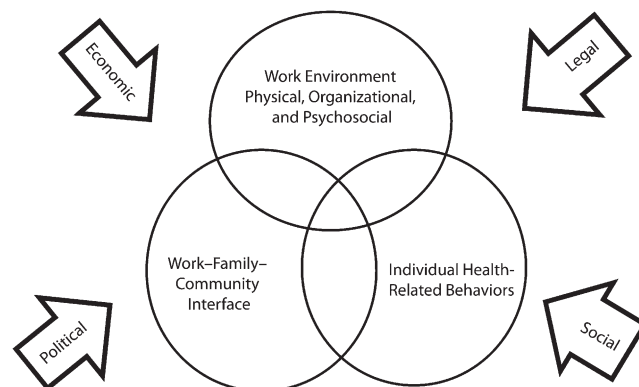 Economic
Legal
Work Environment
Physical, Organizational,
and Psychosocial
Work–Family–
Community
Interface
Individual Health-
Related Behaviors
Political
Social